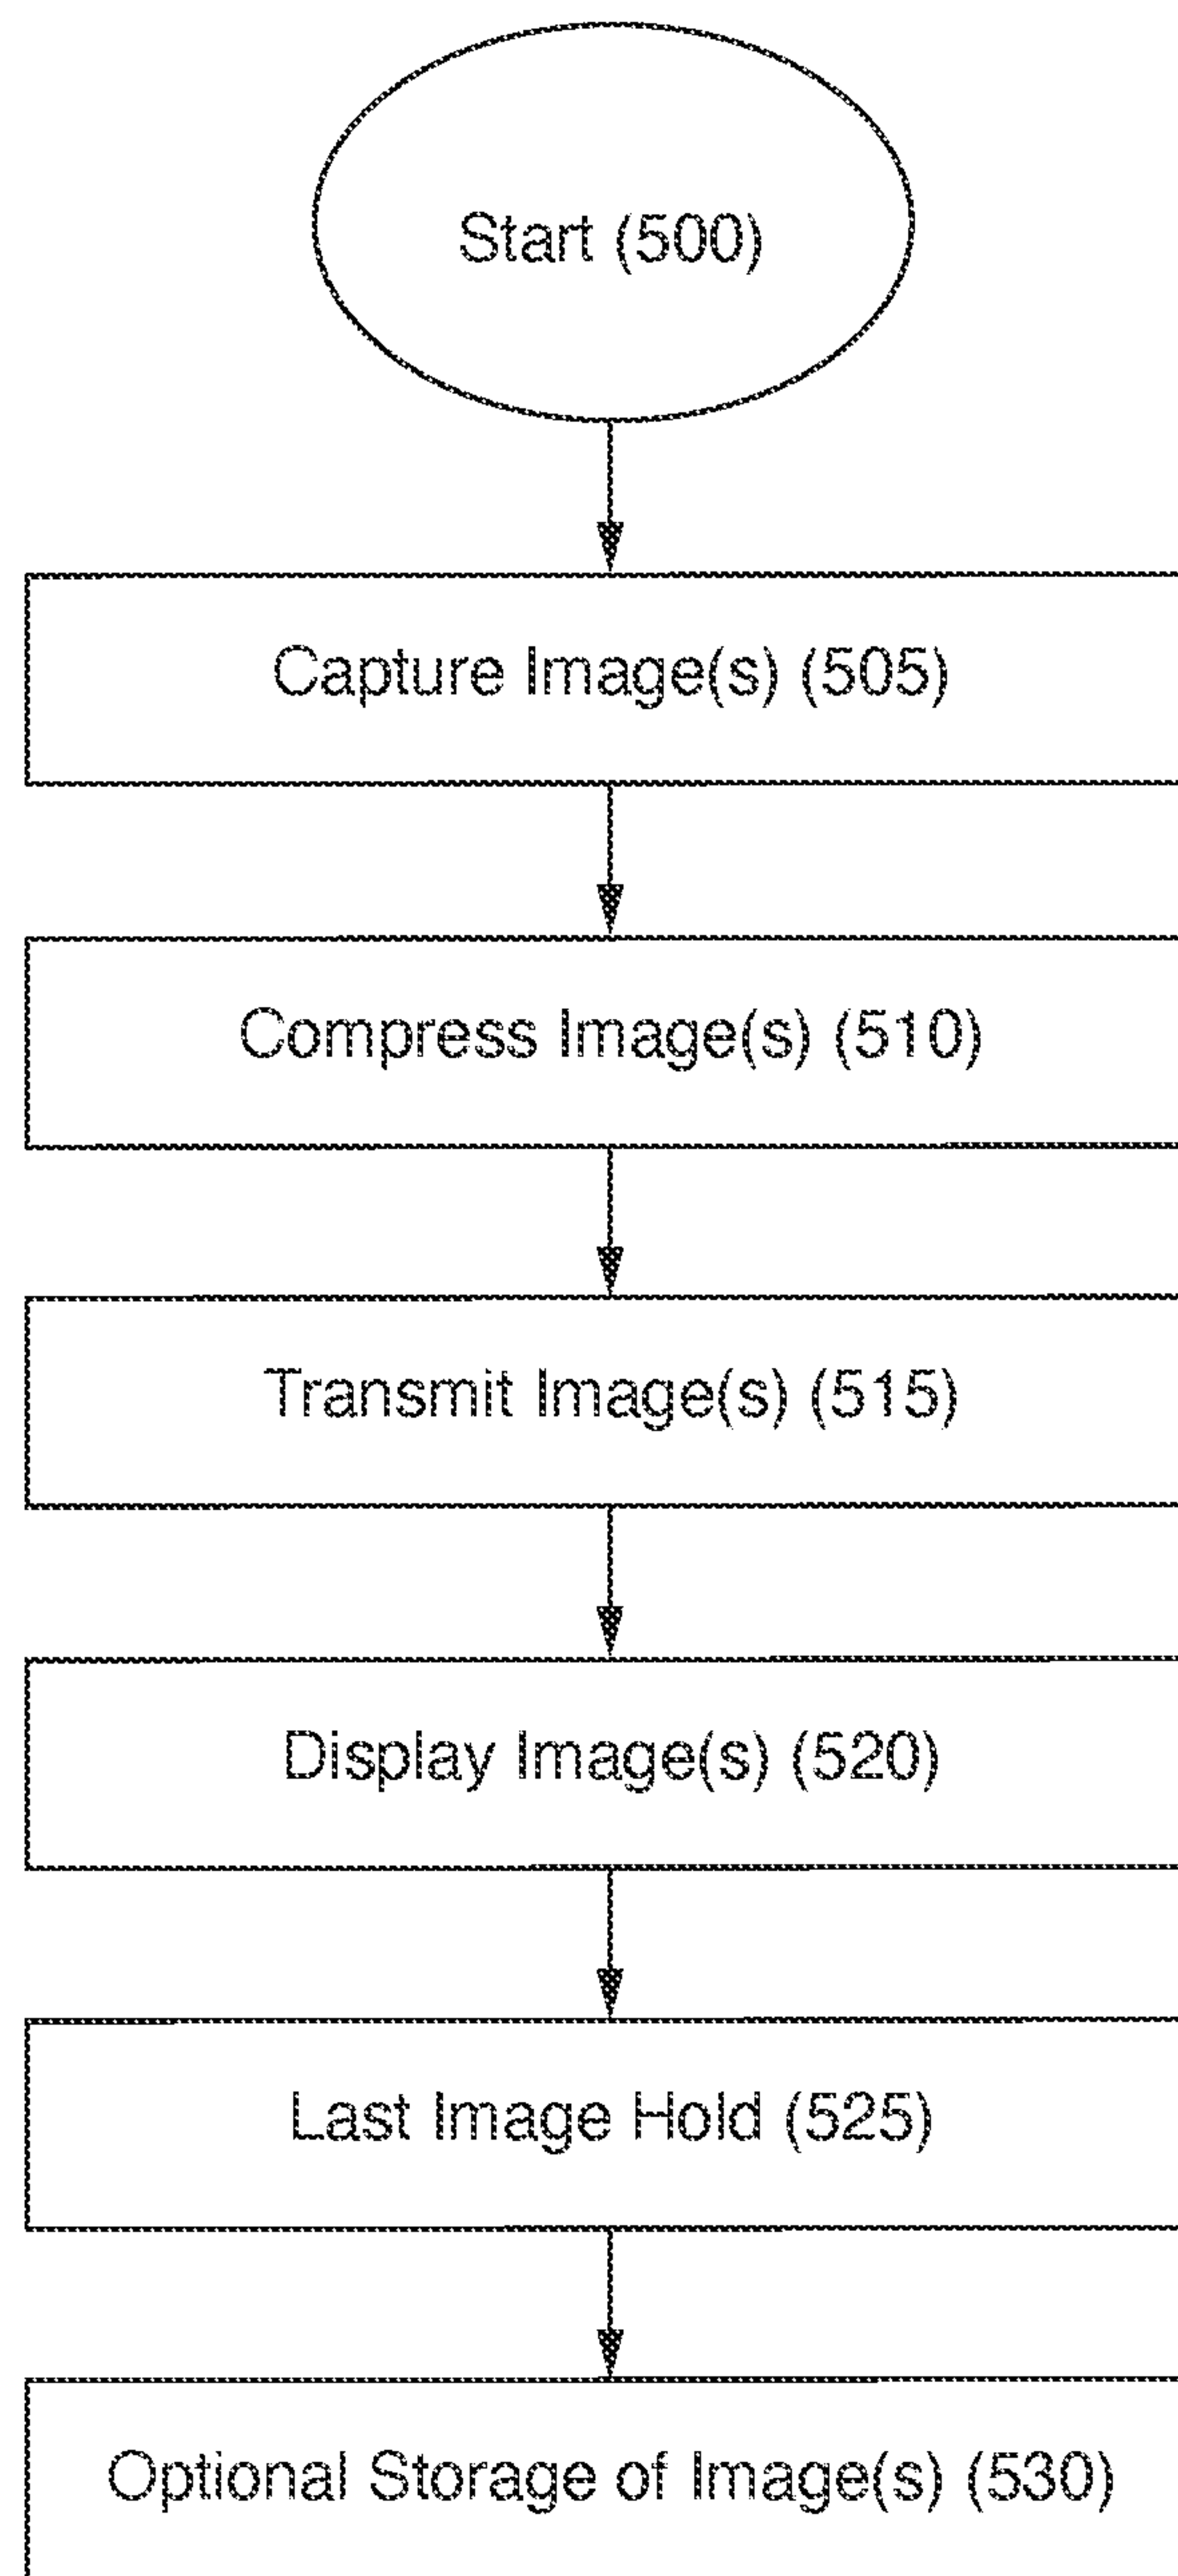 Start (500)
Capture Image(s) (505)
Compress Image(s) (510)
Transmit Image(s) (515)
Display Image(s) (520)
Last Image Hold (525)
Optional Storage of Image(s) (530)